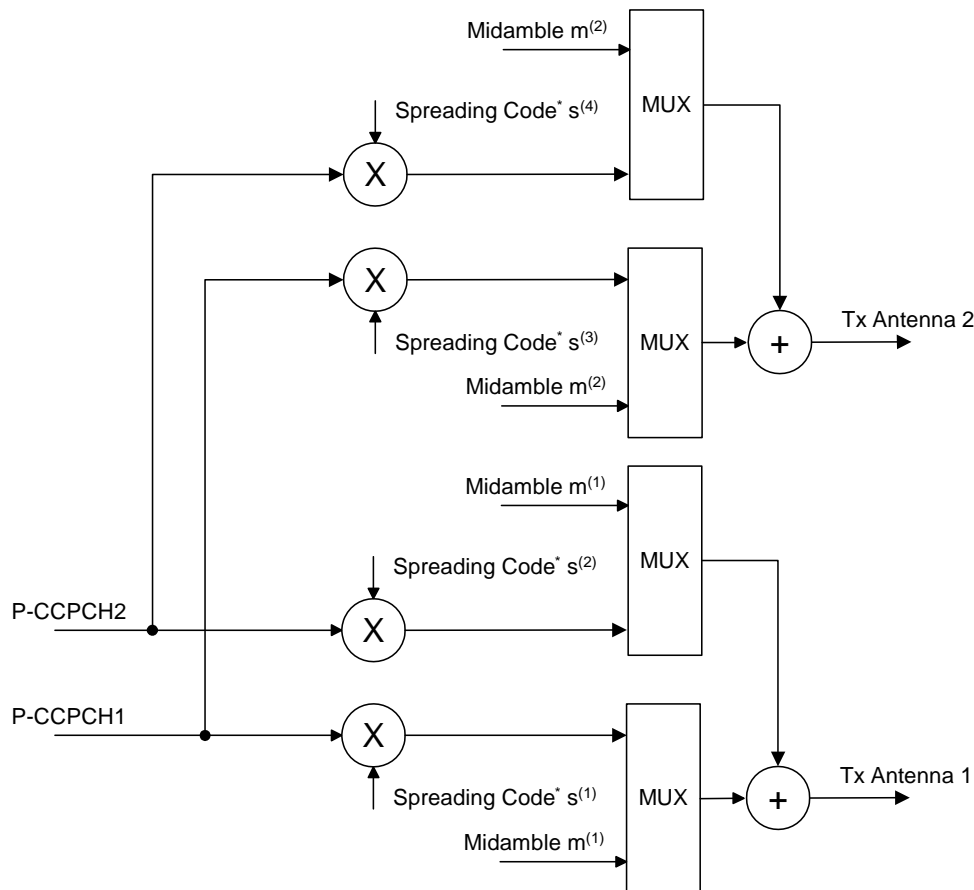 Midamble m(2)
MUX
Spreading Code* s(4)
X
X
Tx Antenna 2
Spreading Code* s(3)
MUX
+
Midamble m(2)
Midamble m(1)
MUX
Spreading Code* s(2)
P-CCPCH2
X
P-CCPCH1
X
Tx Antenna 1
Spreading Code* s(1)
MUX
+
Midamble m(1)